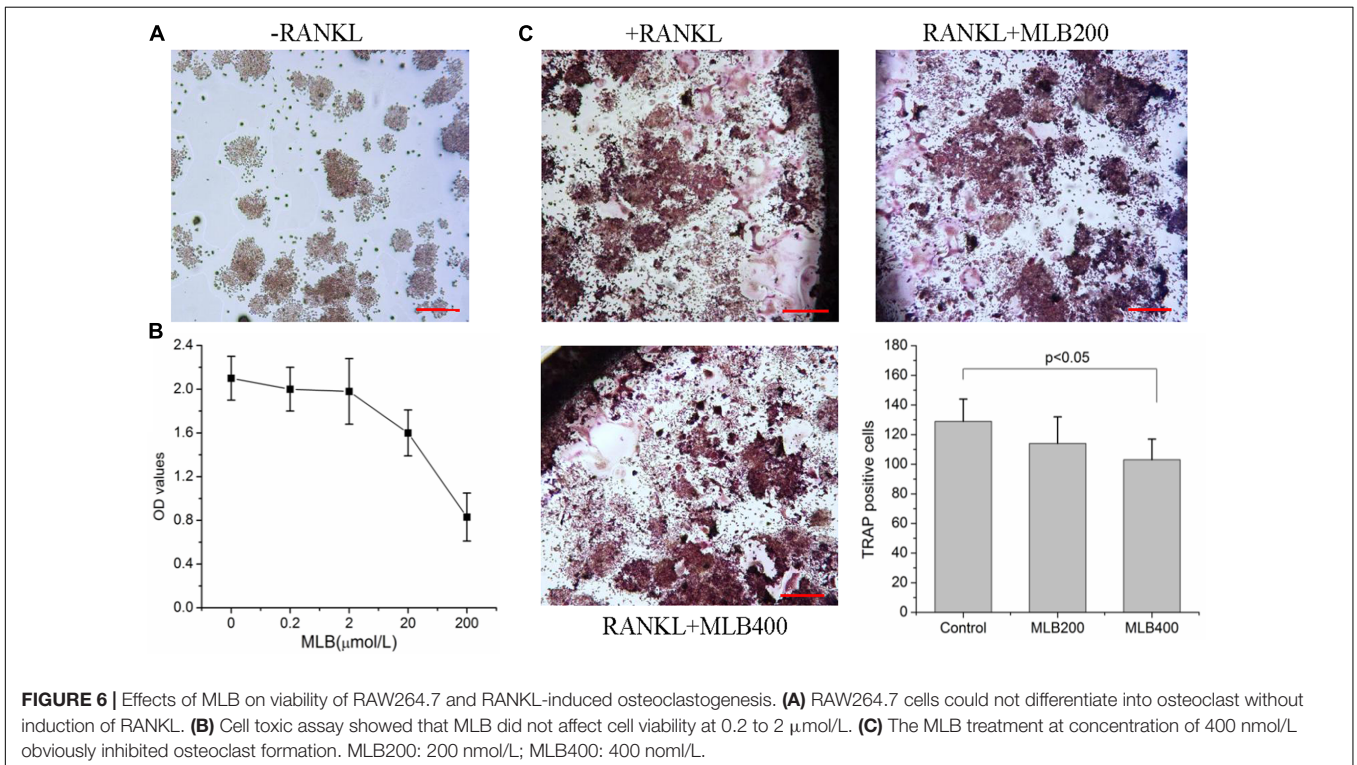 A
-RANKL
C
+RANKL
RANKL+MLB200
B
2.4
2.0
1.6
1.2
0.8
0.4
0.0
OD values
0
0.2
2
20
200
MLB(μmol/L)
RANKL+MLB400
180
160
140
120
100
80
60
40
20
0
TRAP positive cells
p<0.05
Control
MLB200
MLB400
FIGURE 6 | Effects of MLB on viability of RAW264.7 and RANKL-induced osteoclastogenesis. (A) RAW264.7 cells could not differentiate into osteoclast without
induction of RANKL. (B) Cell toxic assay showed that MLB did not affect cell viability at 0.2 to 2 μmol/L. (C) The MLB treatment at concentration of 400 nmol/L
obviously inhibited osteoclast formation. MLB200: 200 nmol/L; MLB400: 400 noml/L.